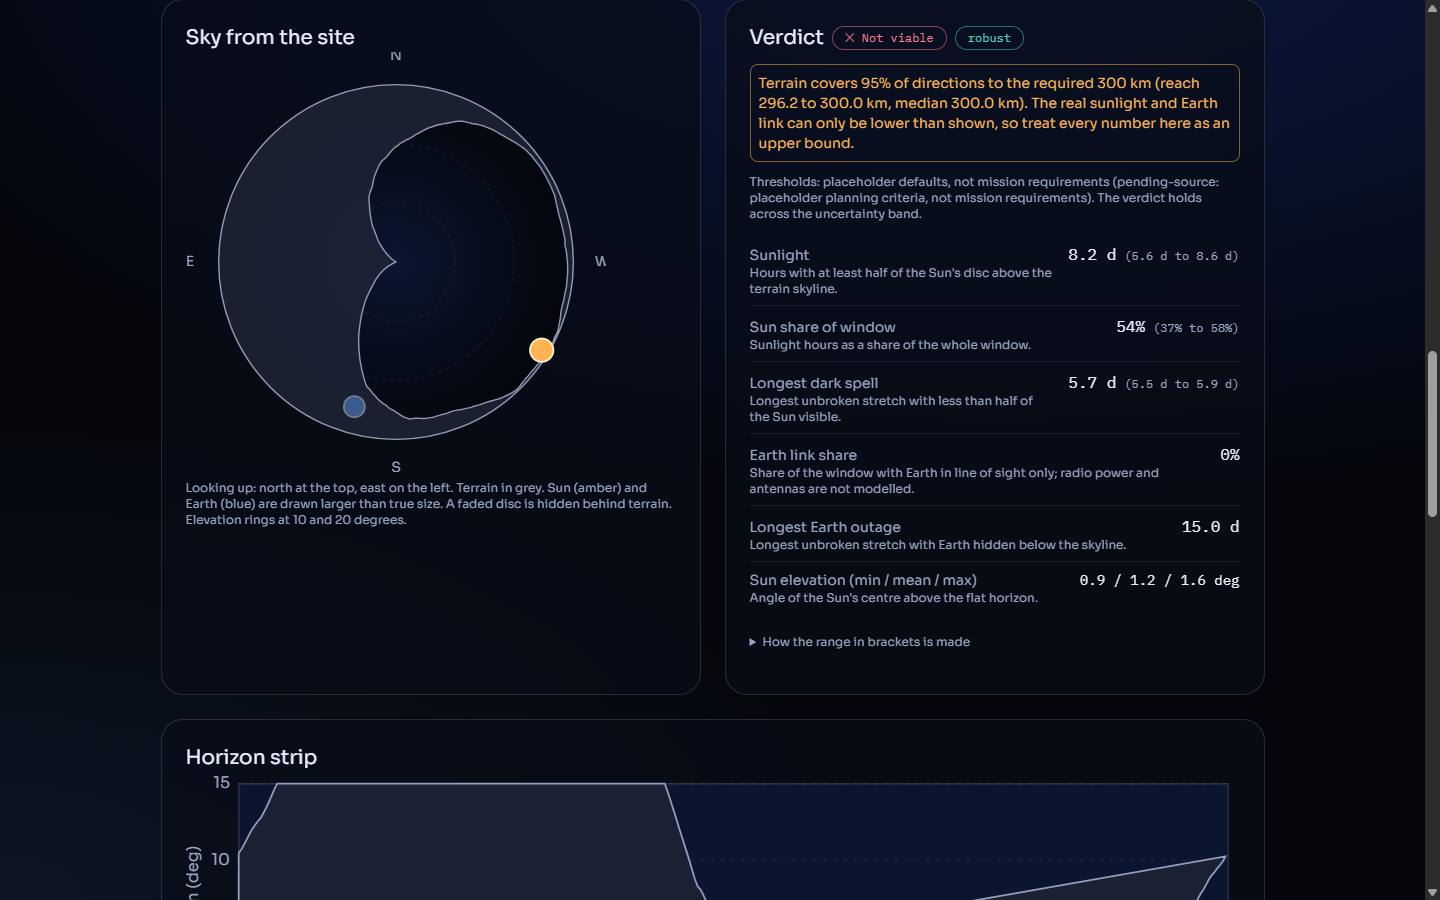 Sky from the site
N
E
W
S
Looking up: north at the top, east on the left. Terrain in grey. Sun (amber) and
Earth (blue) are drawn larger than true size. A faded disc is hidden behind terrain.
Elevation rings at 10 and 20 degrees.
Verdict
Not viable
robust
Terrain covers 95% of directions to the required 300 km (reach
296.2 to 300.0 km, median 300.0 km). The real sunlight and Earth
link can only be lower than shown, so treat every number here as an
upper bound.
Thresholds: placeholder defaults, not mission requirements (pending-source:
placeholder planning criteria, not mission requirements). The verdict holds
across the uncertainty band.
Sunlight 8.2 d (5.6 d to 8.6 d)
Hours with at least half of the Sun's disc above the
terrain skyline.
Sun share of window 54% (37% to 58%)
Sunlight hours as a share of the whole window.
Longest dark spell 5.7 d (5.5 d to 5.9 d)
Longest unbroken stretch with less than half of
the Sun visible.
Earth link share 0%
Share of the window with Earth in line of sight only; radio power and
antennas are not modelled.
Longest Earth outage 15.0 d
Longest unbroken stretch with Earth hidden below the skyline.
Sun elevation (min / mean / max) 0.9 / 1.2 / 1.6 deg
Angle of the Sun's centre above the flat horizon.
How the range in brackets is made
Horizon strip
15
10
(deg)